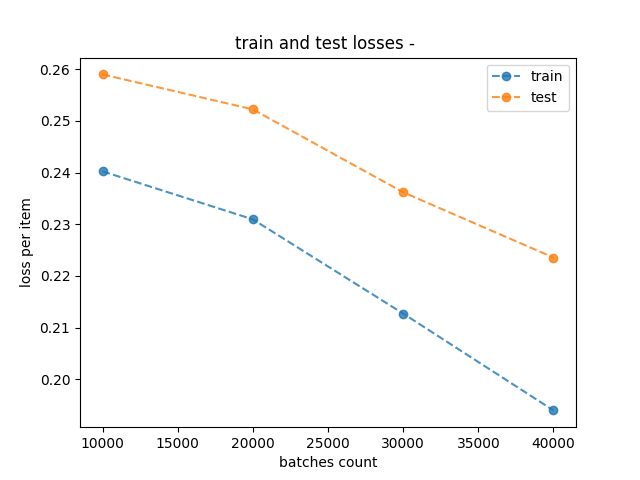 train and test losses -
train
test
0.26
0.25
0.24
0.23
0.22
0.21
0.20
loss per item
10000 15000 20000 25000 30000 35000 40000
batches count